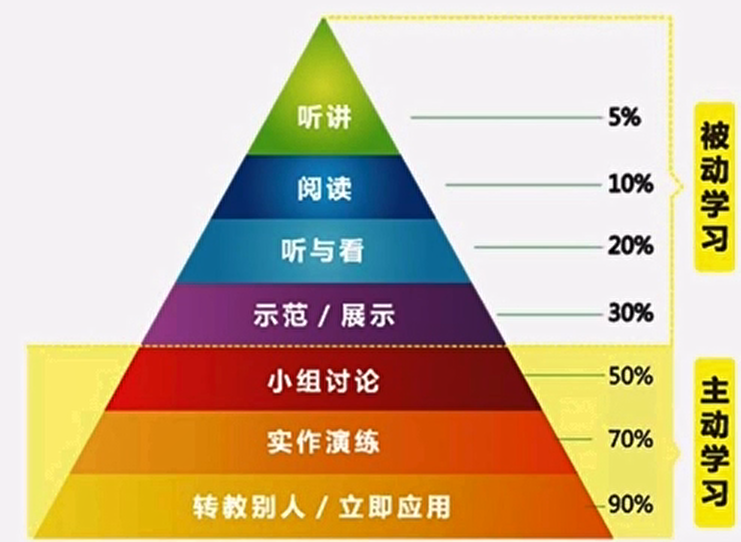 听讲 5%
阅读 10%
听与看 20%
示范 / 展示 30%
被动学习
小组讨论 50%
实作演练 70%
转教别人 / 立即应用 90%
主动学习